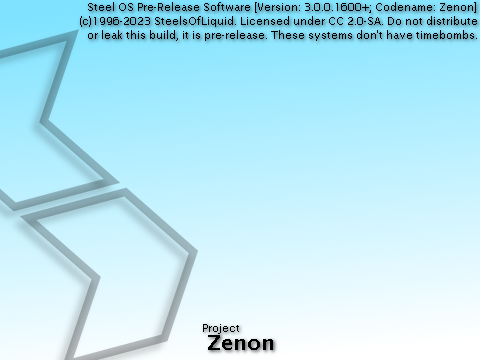 Steel OS Pre-Release Software [Version: 3.0.0.1600+; Codename: Zenon]
(c)1996-2023 SteelsOfLiquid. Licensed under CC 2.0-SA. Do not distribute
or leak this build, it is pre-release. These systems don't have timebombs.
Project
Zenon